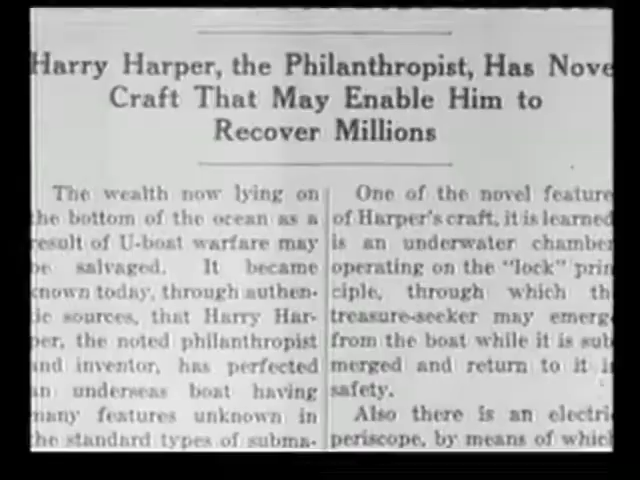 Harry Harper, the Philanthropist, Has Nove
Craft That May Enable Him to
Recover Millions
The wealth now lying on
the bottom of the ocean as a
result of U-boat warfare may
be salvaged. It became
known today, through authen-
tic sources, that Harry Har-
per, the noted philanthropist
and inventor, has perfected
an underseas boat having
many features unknown in
the standard types of subma-
One of the novel feature
of Harper's craft, it is learned
is an underwater chamber
operating on the "lock" prin
ciple, through which th
treasure-seeker may emerg
from the boat while it is sub
merged and return to it i
safety.
Also there is an electri
periscope, by means of which